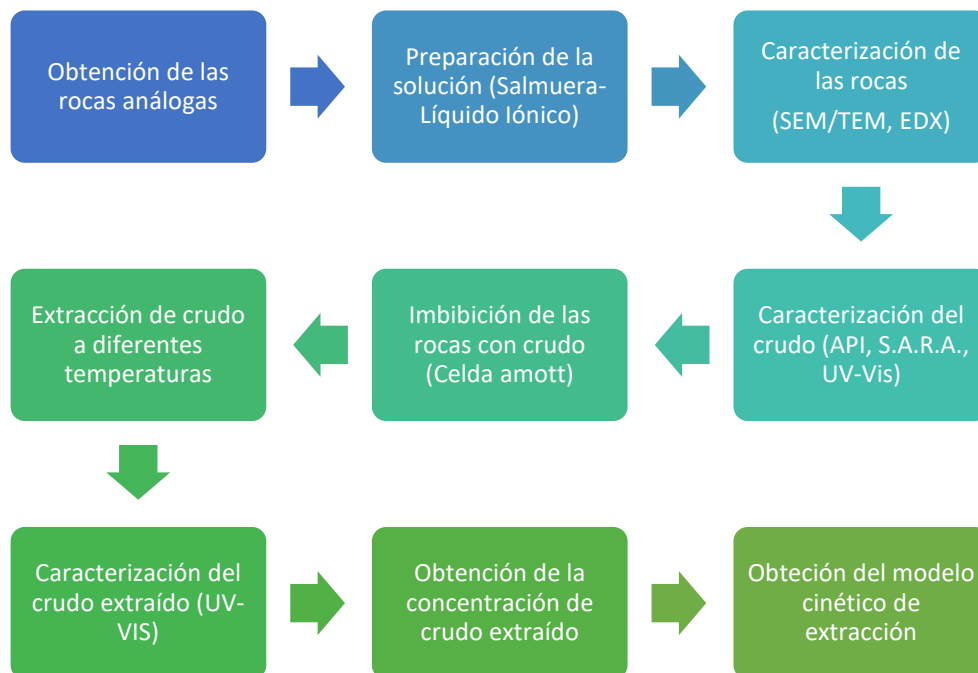 Obtención de las
rocas análogas
Preparación de la
solución (Salmuera-
Líquido Iónico)
Caracterización de
las rocas
(SEM/TEM, EDX)
Caracterización del
crudo (API, S.A.R.A.,
UV-Vis)
Imbibición de las
rocas con crudo
(Celda amott)
Extracción de crudo
a diferentes
temperaturas
Caracterización del
crudo extraído (UV-
VIS)
Obtención de la
concentración de
crudo extraído
Obteción del modelo
cinético de
extracción